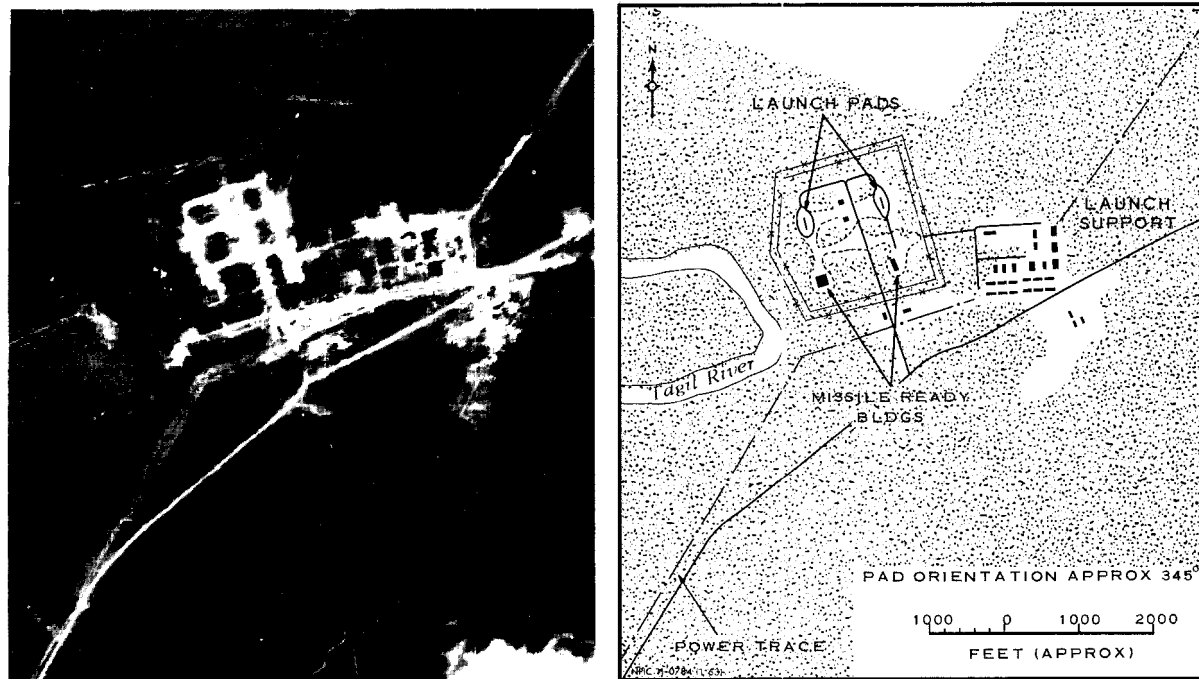 N
LAUNCH PADS
LAUNCH
SUPPORT
Tagil River
MISSILE READY
BLDGS
PAD ORIENTATION APPROX 345°
1000 0 1000 2000
FEET (APPROX)
POWER TRACE